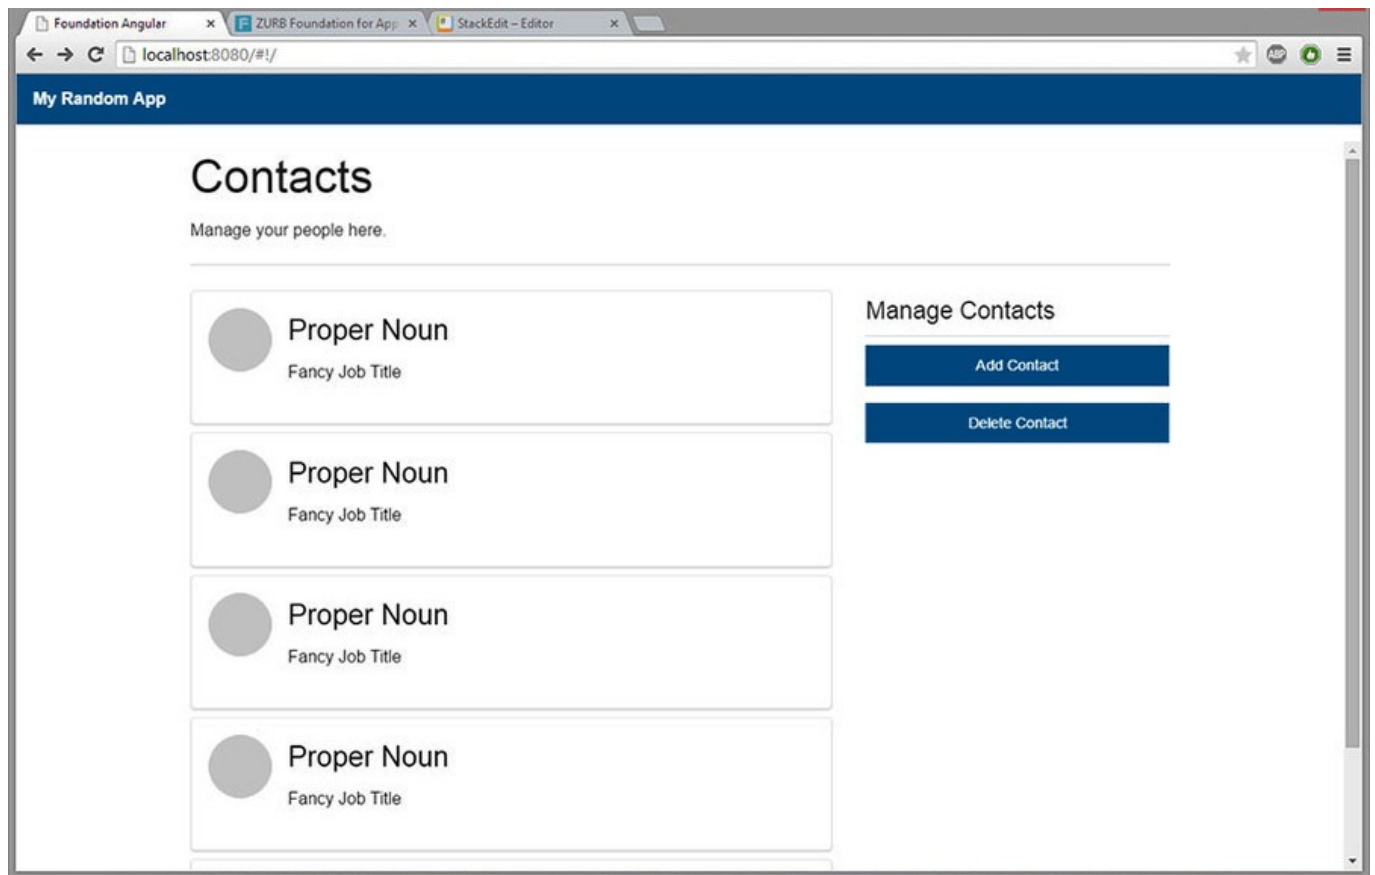 Foundation Angular
ZURB Foundation for App
StackEdit – Editor
localhost:8080/#!/
ABP
My Random App
Contacts
Manage your people here.
Proper Noun
Fancy Job Title
Manage Contacts
Add Contact
Delete Contact
Proper Noun
Fancy Job Title
Proper Noun
Fancy Job Title
Proper Noun
Fancy Job Title